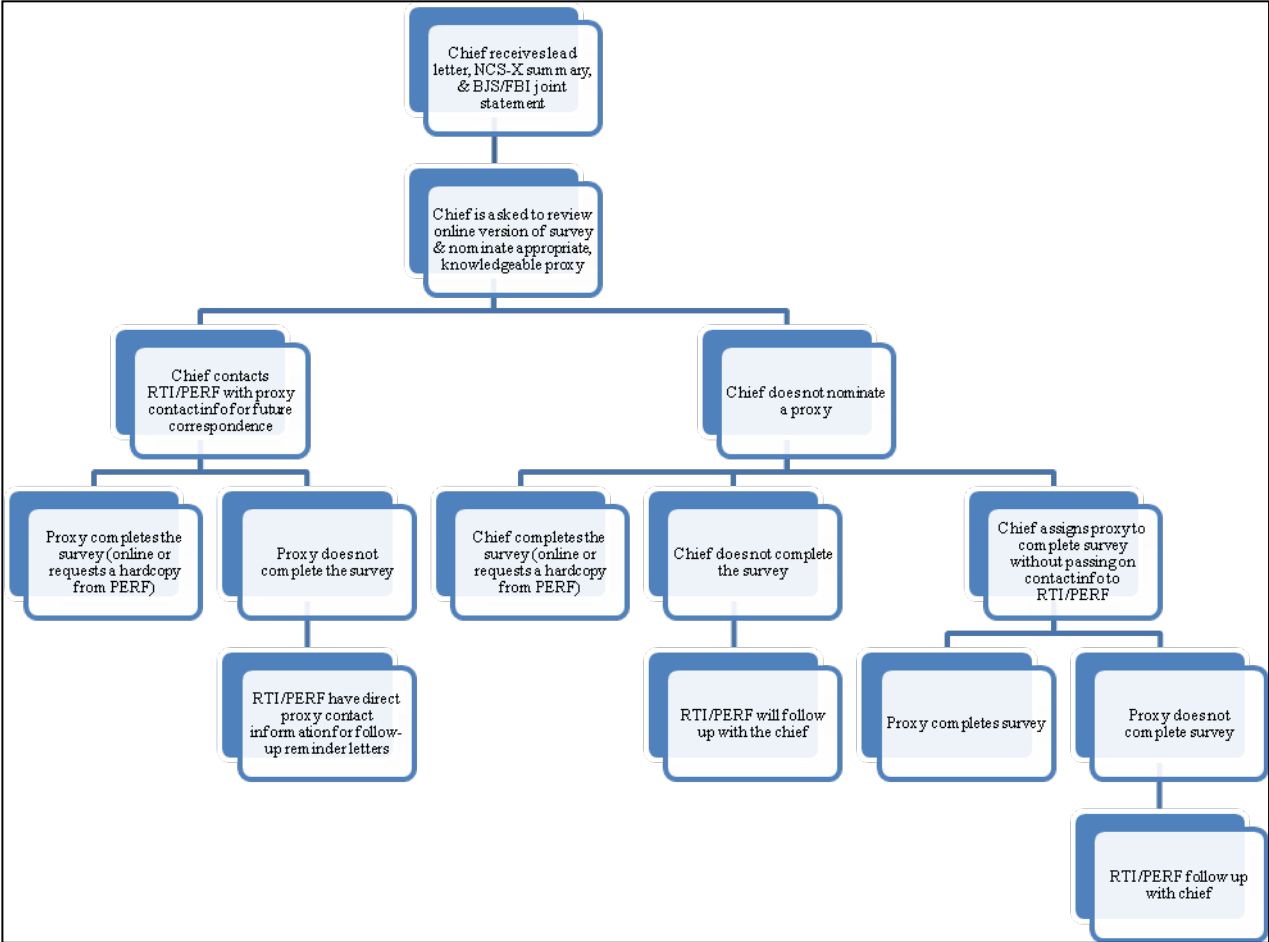 Chief receives lead
letter, NCS-X summary,
& BJS/FBI joint
statement
Chief is asked to review
online version of survey
& nominate appropriate,
knowledgeable proxy
Chief contacts
RTI/PERF with proxy
contact info for future
correspondence
Chief does not nominate
a proxy
Proxy completes the
survey (online or
requests a hardcopy
from PERF)
Proxy does not
complete the survey
Chief completes the
survey (online or
requests a hardcopy
from PERF)
Chief does not complete
the survey
Chief assigns proxy to
complete survey
without passing on
contact info to
RTI/PERF
RTI/PERF have direct
proxy contact
information for follow-
up reminder letters
RTI/PERF will follow
up with the chief
Proxy completes survey
Proxy does not
complete survey
RTI/PERF follow up
with chief